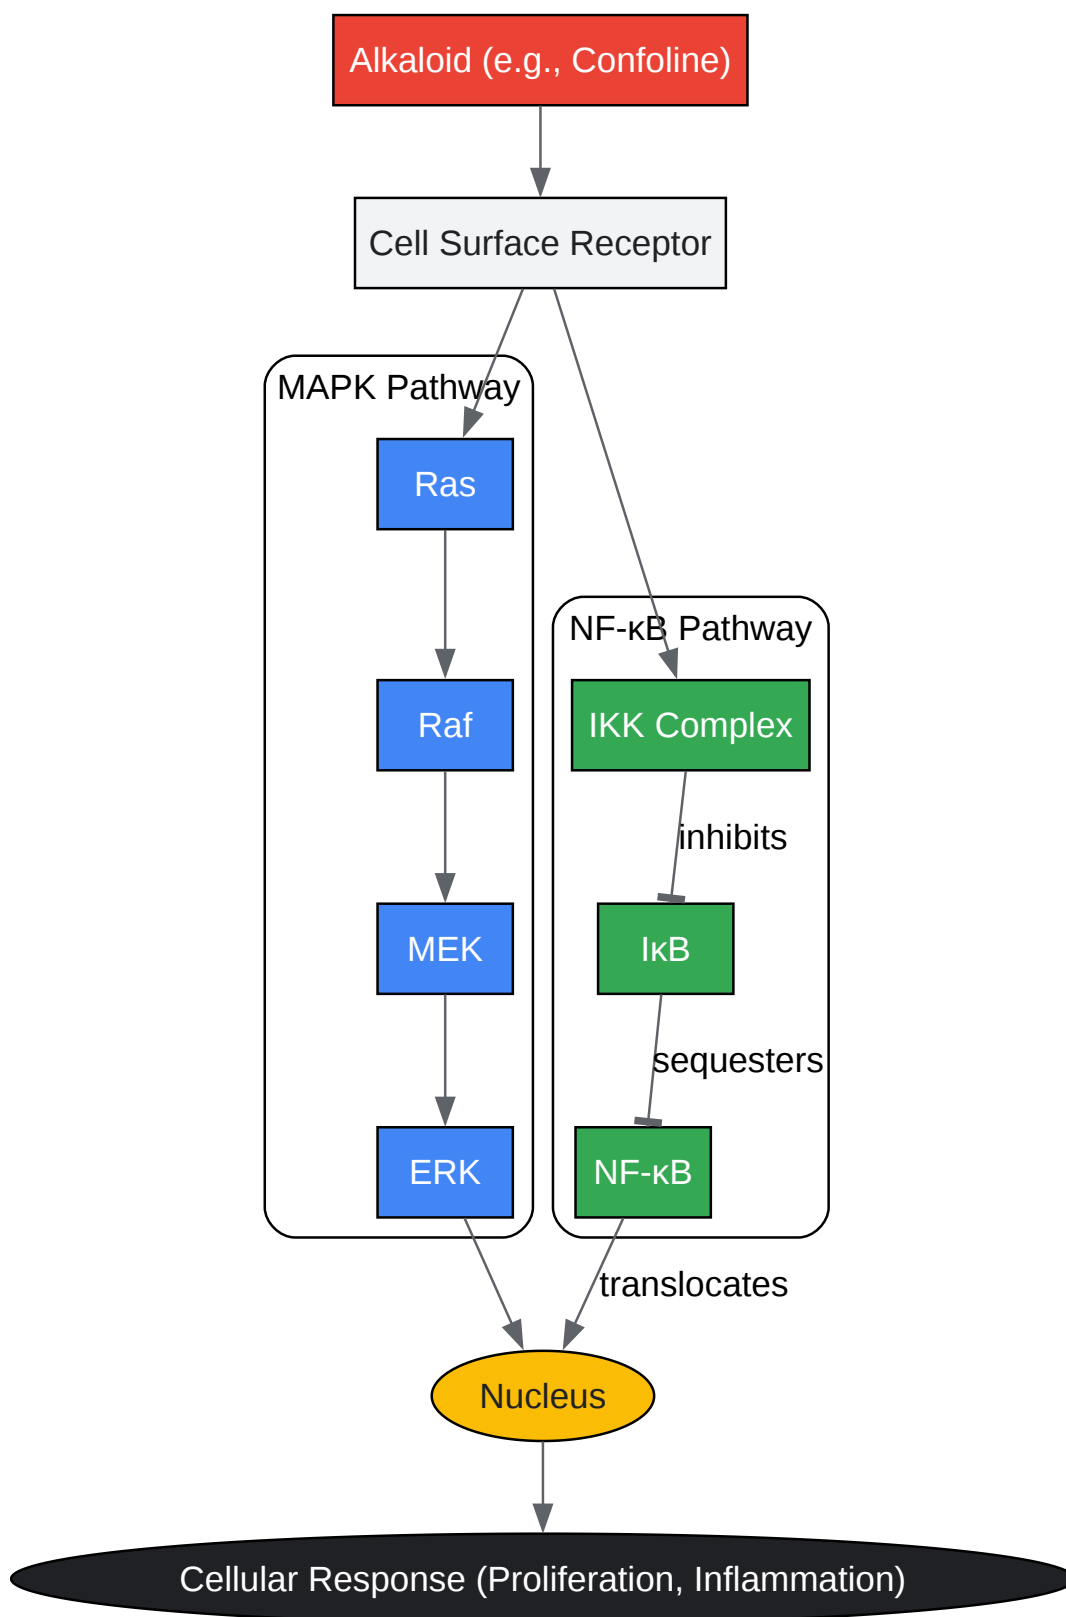 Alkaloid (e.g., Confoline)
Cell Surface Receptor
MAPK Pathway
Ras
NF-κB Pathway
Raf
IKK Complex
inhibits
MEK
IκB
sequesters
ERK
NF-κB
translocates
Nucleus
Cellular Response (Proliferation, Inflammation)